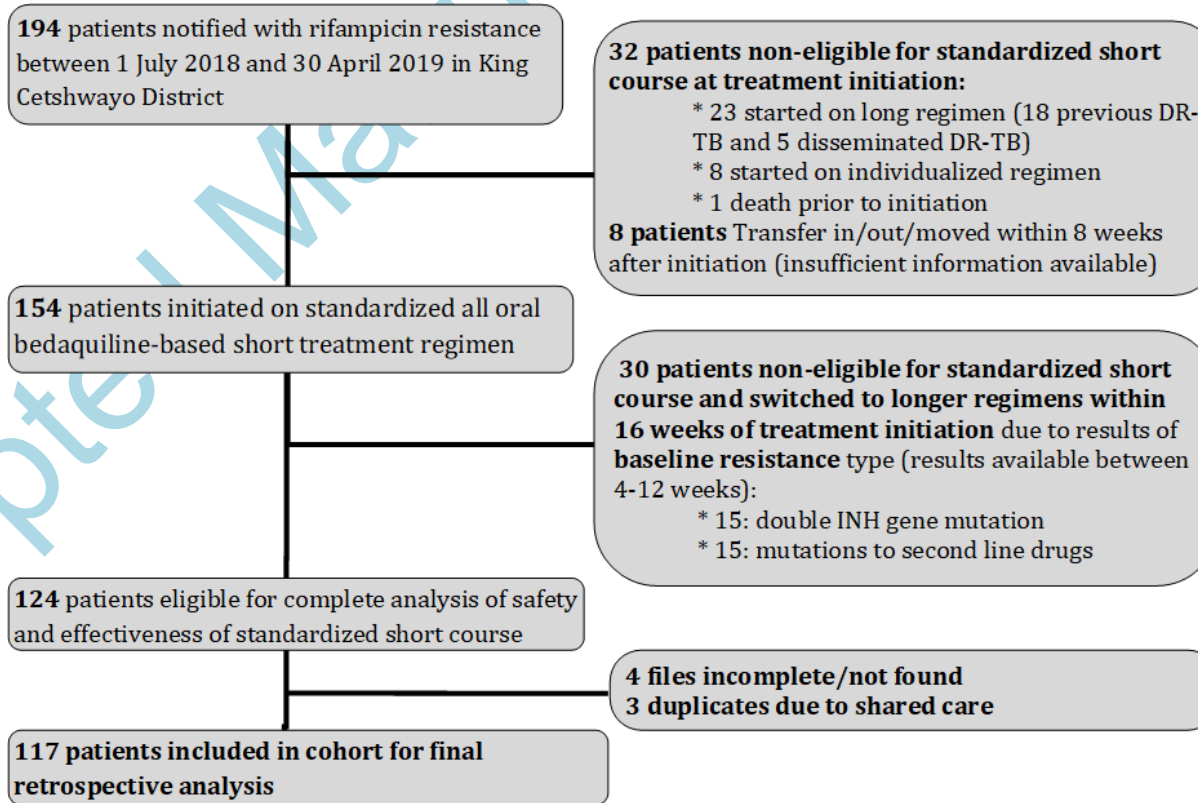 194 patients notified with rifampicin resistance
between 1 July 2018 and 30 April 2019 in King
Cetshwayo District
32 patients non-eligible for standardized short
course at treatment initiation:
* 23 started on long regimen (18 previous DR-
TB and 5 disseminated DR-TB)
* 8 started on individualized regimen
* 1 death prior to initiation
8 patients Transfer in/out/moved within 8 weeks
after initiation (insufficient information available)
154 patients initiated on standardized all oral
bedaquiline-based short treatment regimen
30 patients non-eligible for standardized short
course and switched to longer regimens within
16 weeks of treatment initiation due to results of
baseline resistance type (results available between
4-12 weeks):
* 15: double INH gene mutation
* 15: mutations to second line drugs
124 patients eligible for complete analysis of safety
and effectiveness of standardized short course
4 files incomplete/not found
3 duplicates due to shared care
117 patients included in cohort for final
retrospective analysis